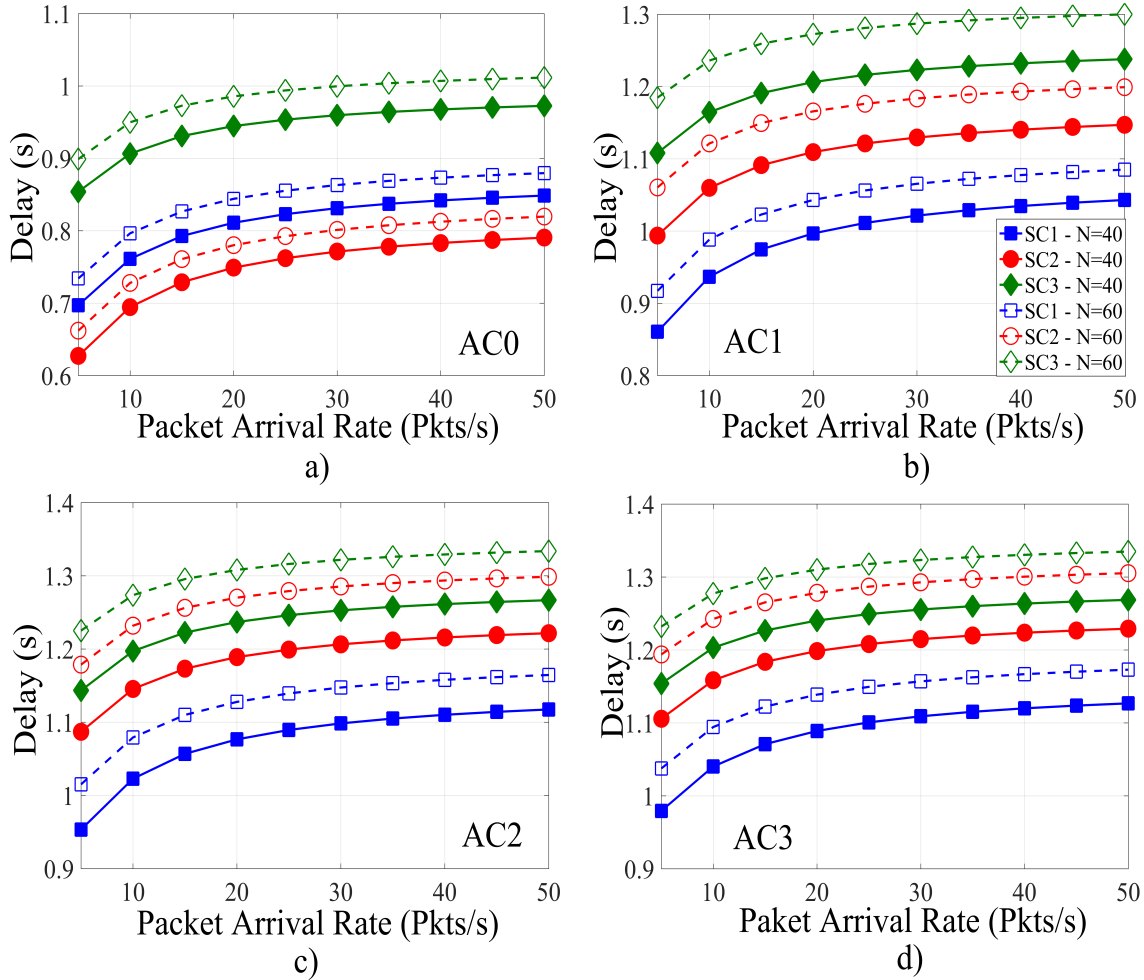 1.1
1
0.9
0.8
0.7
0.6
Delay (s)
10 20 30 40 50
Packet Arrival Rate (Pkts/s)
AC0
a)
1.3
1.2
1.1
1
0.9
0.8
Delay (s)
10 20 30 40 50
Packet Arrival Rate (Pkts/s)
AC1
SC1 - N=40
SC2 - N=40
SC3 - N=40
SC1 - N=60
SC2 - N=60
SC3 - N=60
b)
1.4
1.3
1.2
1.1
1
0.9
Delay (s)
10 20 30 40 50
Packet Arrival Rate (Pkts/s)
AC2
c)
1.4
1.3
1.2
1.1
1
0.9
Delay (s)
10 20 30 40 50
Paket Arrival Rate (Pkts/s)
AC3
d)